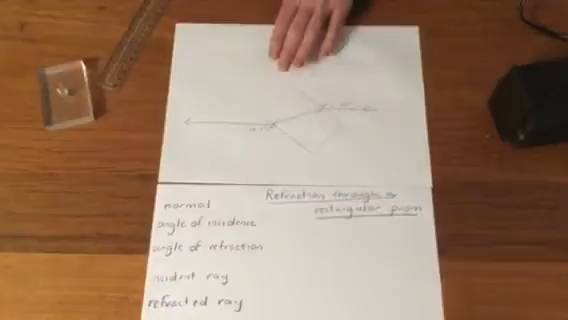 Refraction through a
rectangular prism
normal
angle of incidence
angle of refraction
incident ray
refracted ray